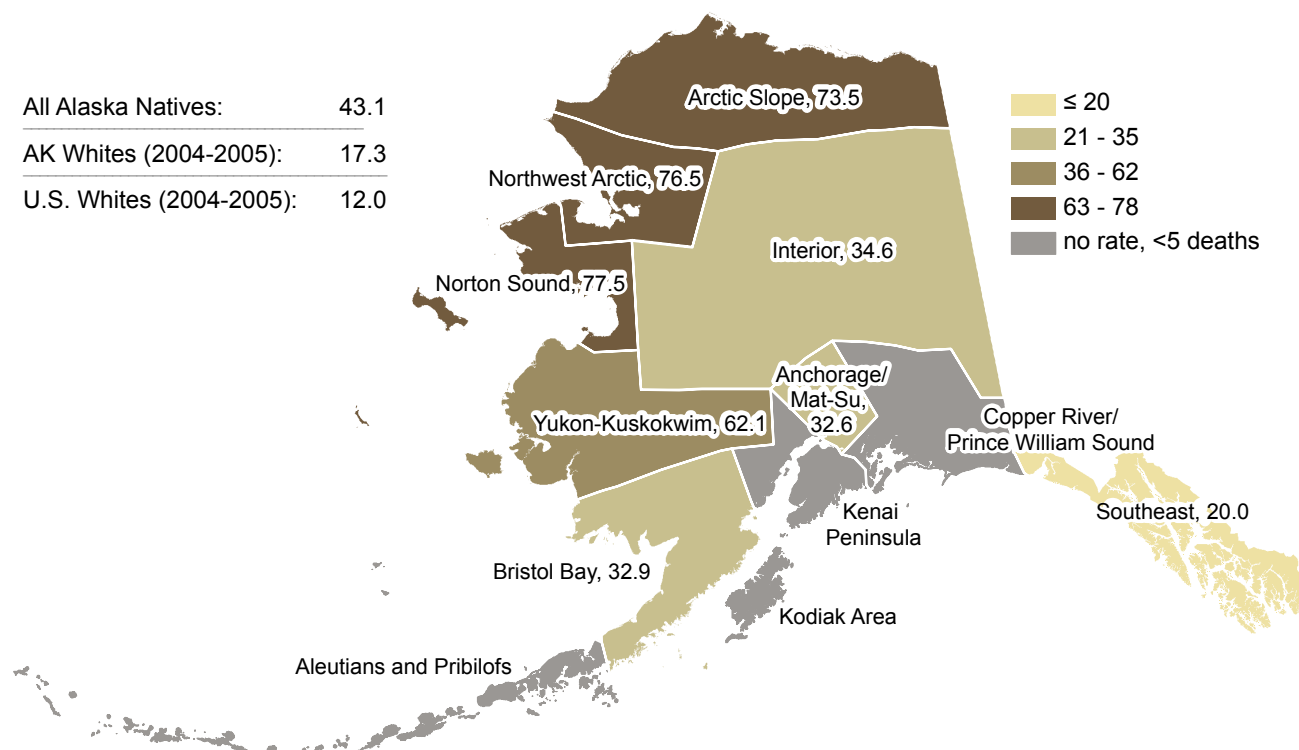 All Alaska Natives: 43.1
AK Whites (2004-2005): 17.3
U.S. Whites (2004-2005): 12.0
≤ 20
21 - 35
36 - 62
63 - 78
no rate, <5 deaths
Arctic Slope, 73.5
Northwest Arctic, 76.5
Interior, 34.6
Norton Sound, 77.5
Anchorage/
Mat-Su,
32.6
Yukon-Kuskokwim, 62.1
Copper River/
Prince William Sound
Southeast, 20.0
Kenai
Peninsula
Bristol Bay, 32.9
Kodiak Area
Aleutians and Pribilofs